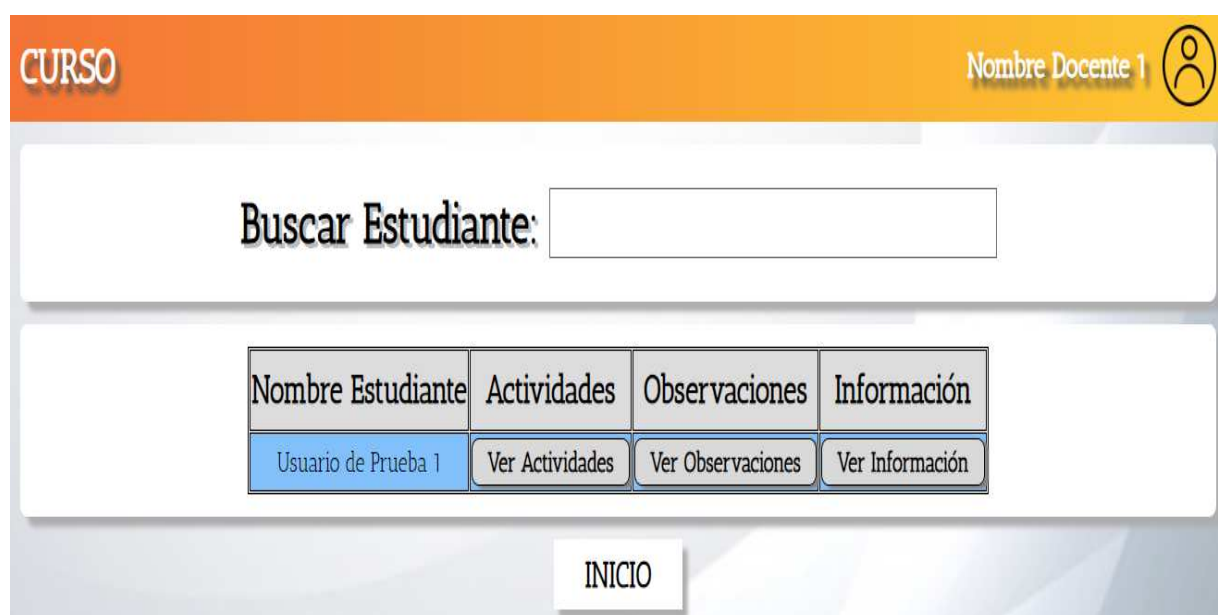 CURSO
Nombre Docente 1
Buscar Estudiante:
Nombre Estudiante Actividades Observaciones Información
Usuario de Prueba 1 Ver Actividades Ver Observaciones Ver Información
INICIO